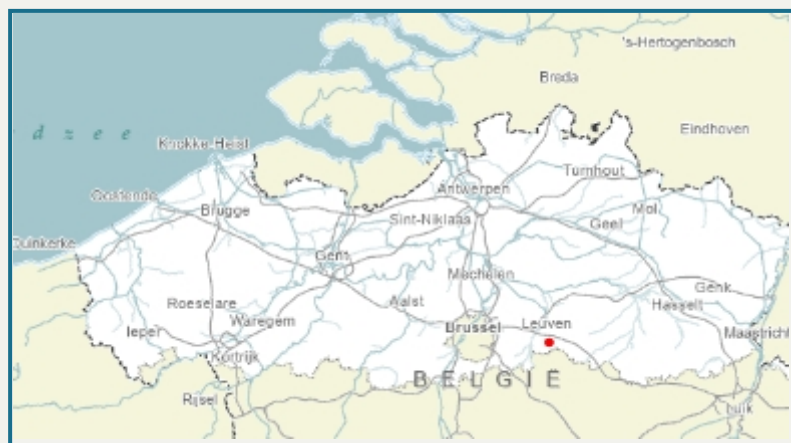 's-Hertogenbosch
Breda
Eindhoven
d z e e
Knokke-Heist
Turnhout
Antwerpen
Oostende
Mol
Brugge
Sint-Niklaas
Geel
Duinkerke
Gent
Mechelen
Genk
Roeselare
Aalst
Hasselt
Waregem
Leuven
Ieper
Brussel
Maastricht
Kortrijk
BELGIË
Rijsel
Luik